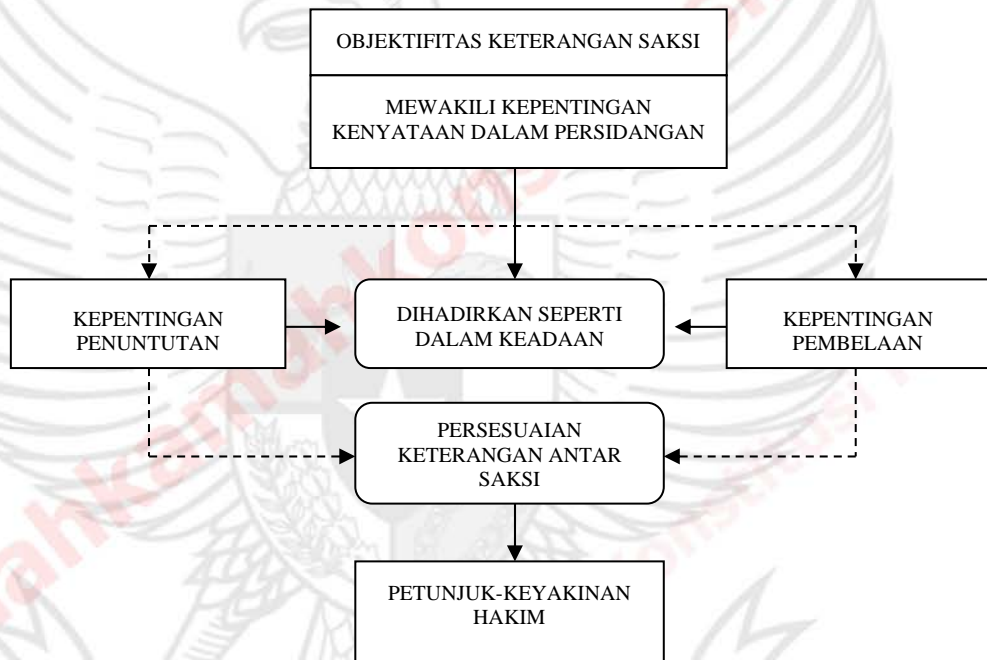 OBJEKTIFITAS KETERANGAN SAKSI
MEWAKILI KEPENTINGAN
KENYATAAN DALAM PERSIDANGAN
KEPENTINGAN
PENUNTUTAN
DIHADIRKAN SEPERTI
DALAM KEADAAN
KEPENTINGAN
PEMBELAAN
PERSESUAIAN
KETERANGAN ANTAR
SAKSI
PETUNJUK-KEYAKINAN
HAKIM